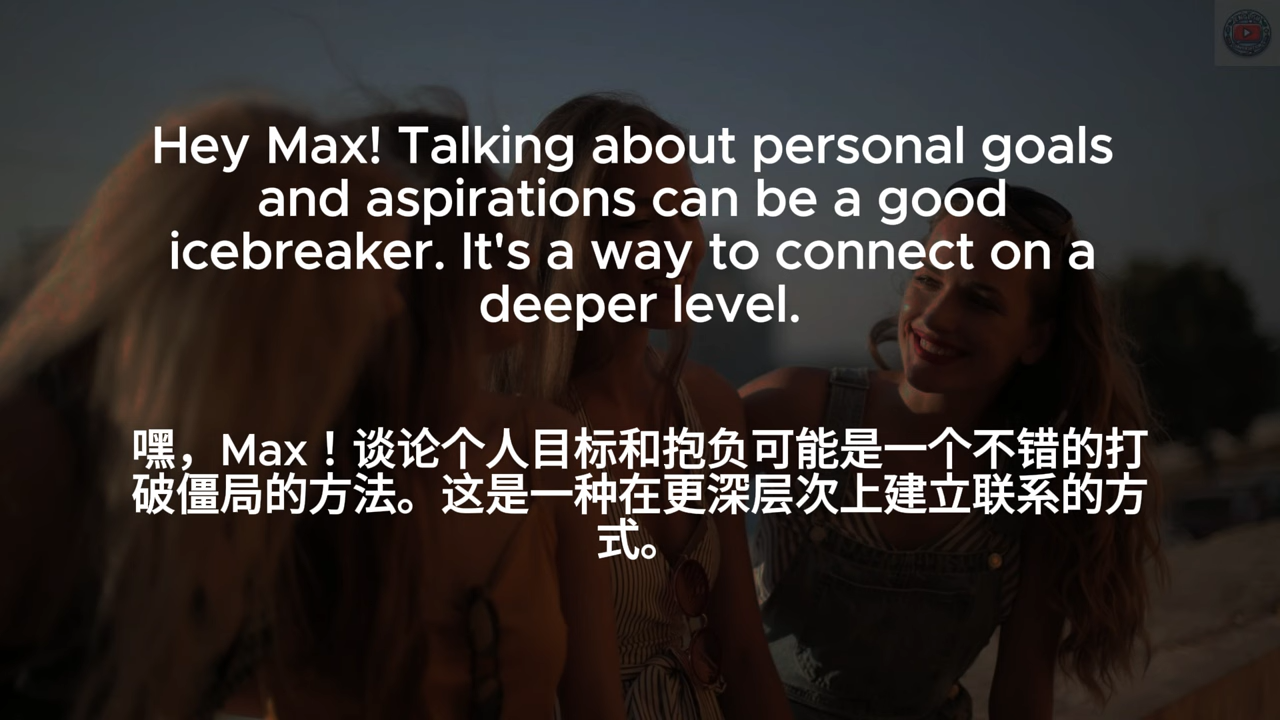 Hey Max! Talking about personal goals
and aspirations can be a good
icebreaker. It's a way to connect on a
deeper level.
嘿，Max！谈论个人目标和抱负可能是一个不错的打
破僵局的方法。这是一种在更深层次上建立联系的方
式。